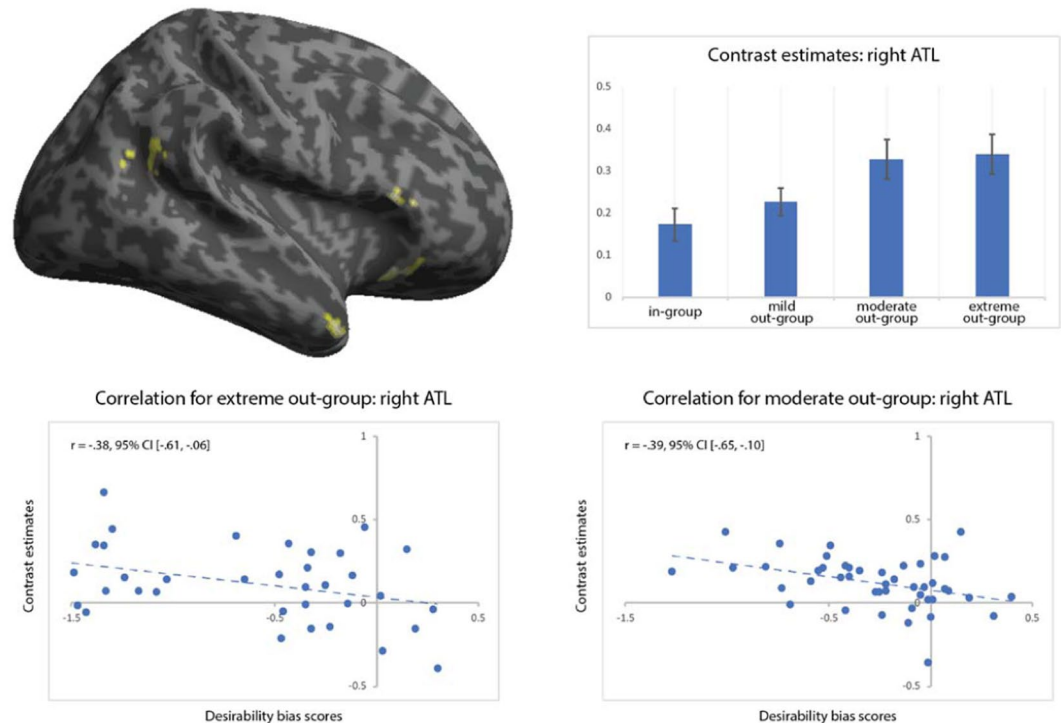 Contrast estimates: right ATL
0.5
0.4
0.3
0.2
0.1
0
in-group
mild
out-group
moderate
out-group
extreme
out-group
Correlation for extreme out-group: right ATL
r = -.38, 95% CI [-.61, -.06]
1
0.5
0
-1.5
-0.5
0.5
-0.5
Contrast estimates
Desirability bias scores
Correlation for moderate out-group: right ATL
r = -.39, 95% CI [-.65, -.10]
1
0.5
0
-1.5
-0.5
0.5
-0.5
Contrast estimates
Desirability bias scores